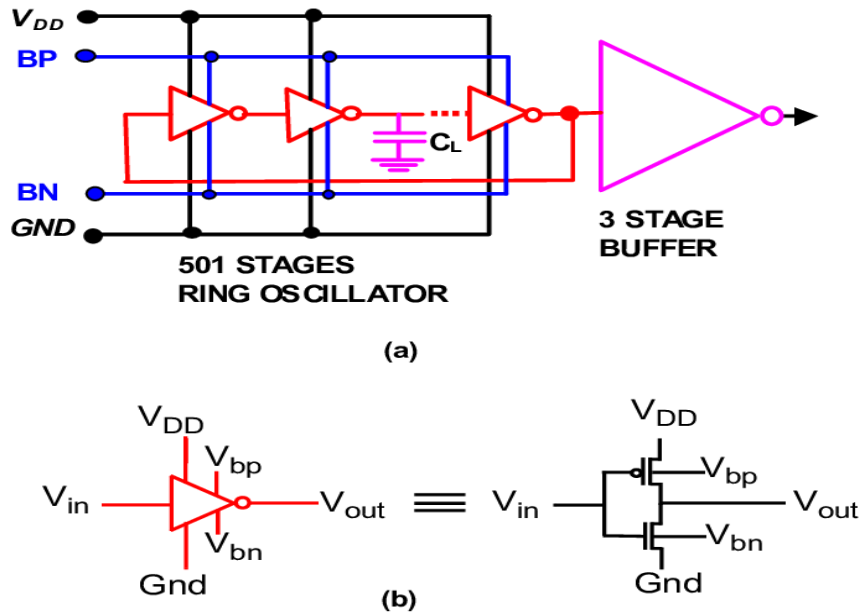 VDD
BP
CL
BN
GND
501 STAGES
RING OSCILLATOR
3 STAGE
BUFFER
(a)
VDD
Vbp
Vin
Vout
Vbn
Gnd
VDD
Vbp
Vin
Vout
Vbn
Gnd
(b)